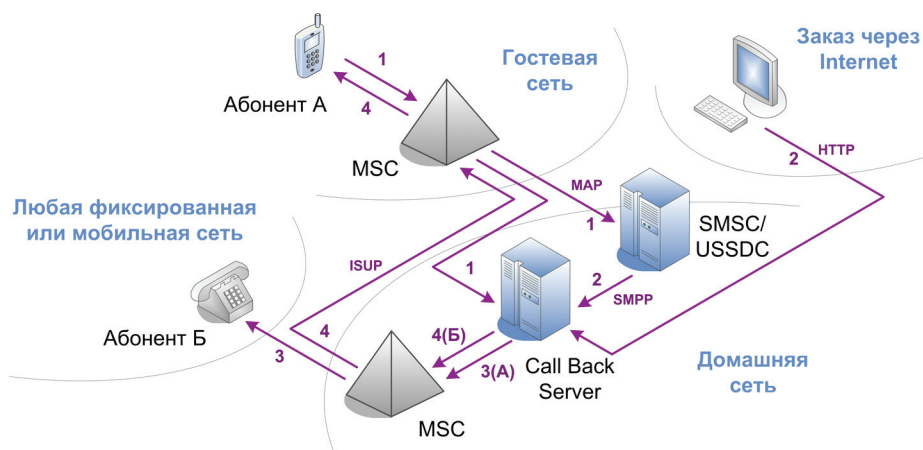 Заказ через
Internet
1
Гостевая
сеть
Абонент А
4
2
HTTP
MSC
MAP
Любая фиксированная
или мобильная сеть
1
SMSC/
USSDC
ISUP
1
2
SMPP
Абонент Б
4
3
4(Б)
3(А)
Call Back
Server
Домашняя
сеть
MSC